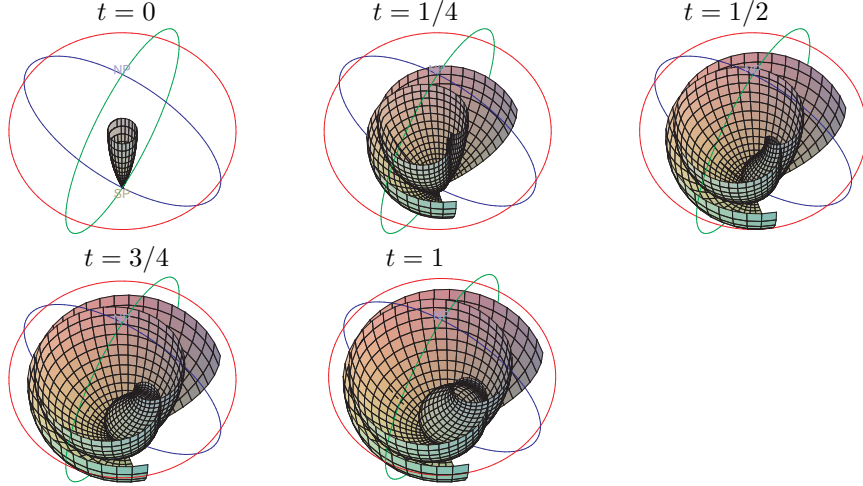 t = 0
t = 1/4
t = 1/2
NP
SP
t = 3/4
t = 1